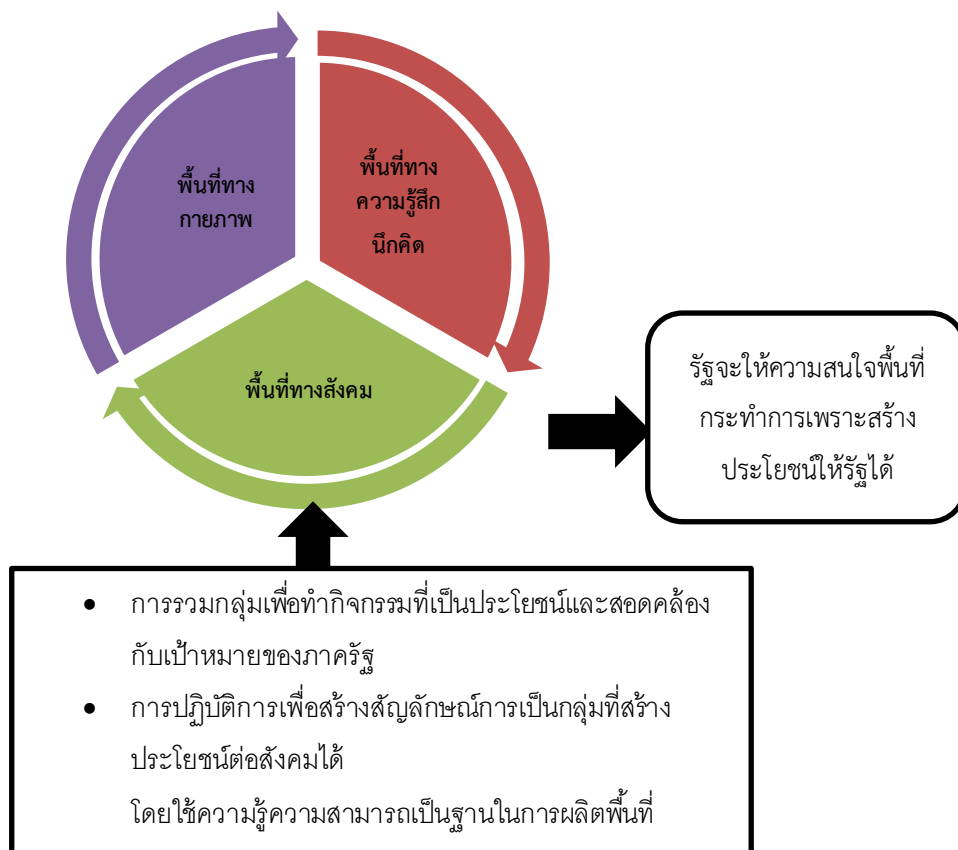 พื้นที่ทาง
กายภาพ
พื้นที่ทาง
ความรู้สึก
นึกคิด
พื้นที่ทางสังคม
รัฐจะให้ความสนใจพื้นที่
กระทำการเพราะสร้าง
ประโยชน์ให้รัฐได้
• การรวมกลุ่มเพื่อทำกิจกรรมที่เป็นประโยชน์และสอดคล้อง
กับเป้าหมายของภาครัฐ
• การปฏิบัติการเพื่อสร้างสัญลักษณ์การเป็นกลุ่มที่สร้าง
ประโยชน์ต่อสังคมได้
โดยใช้ความรู้ความสามารถเป็นฐานในการผลิตพื้นที่